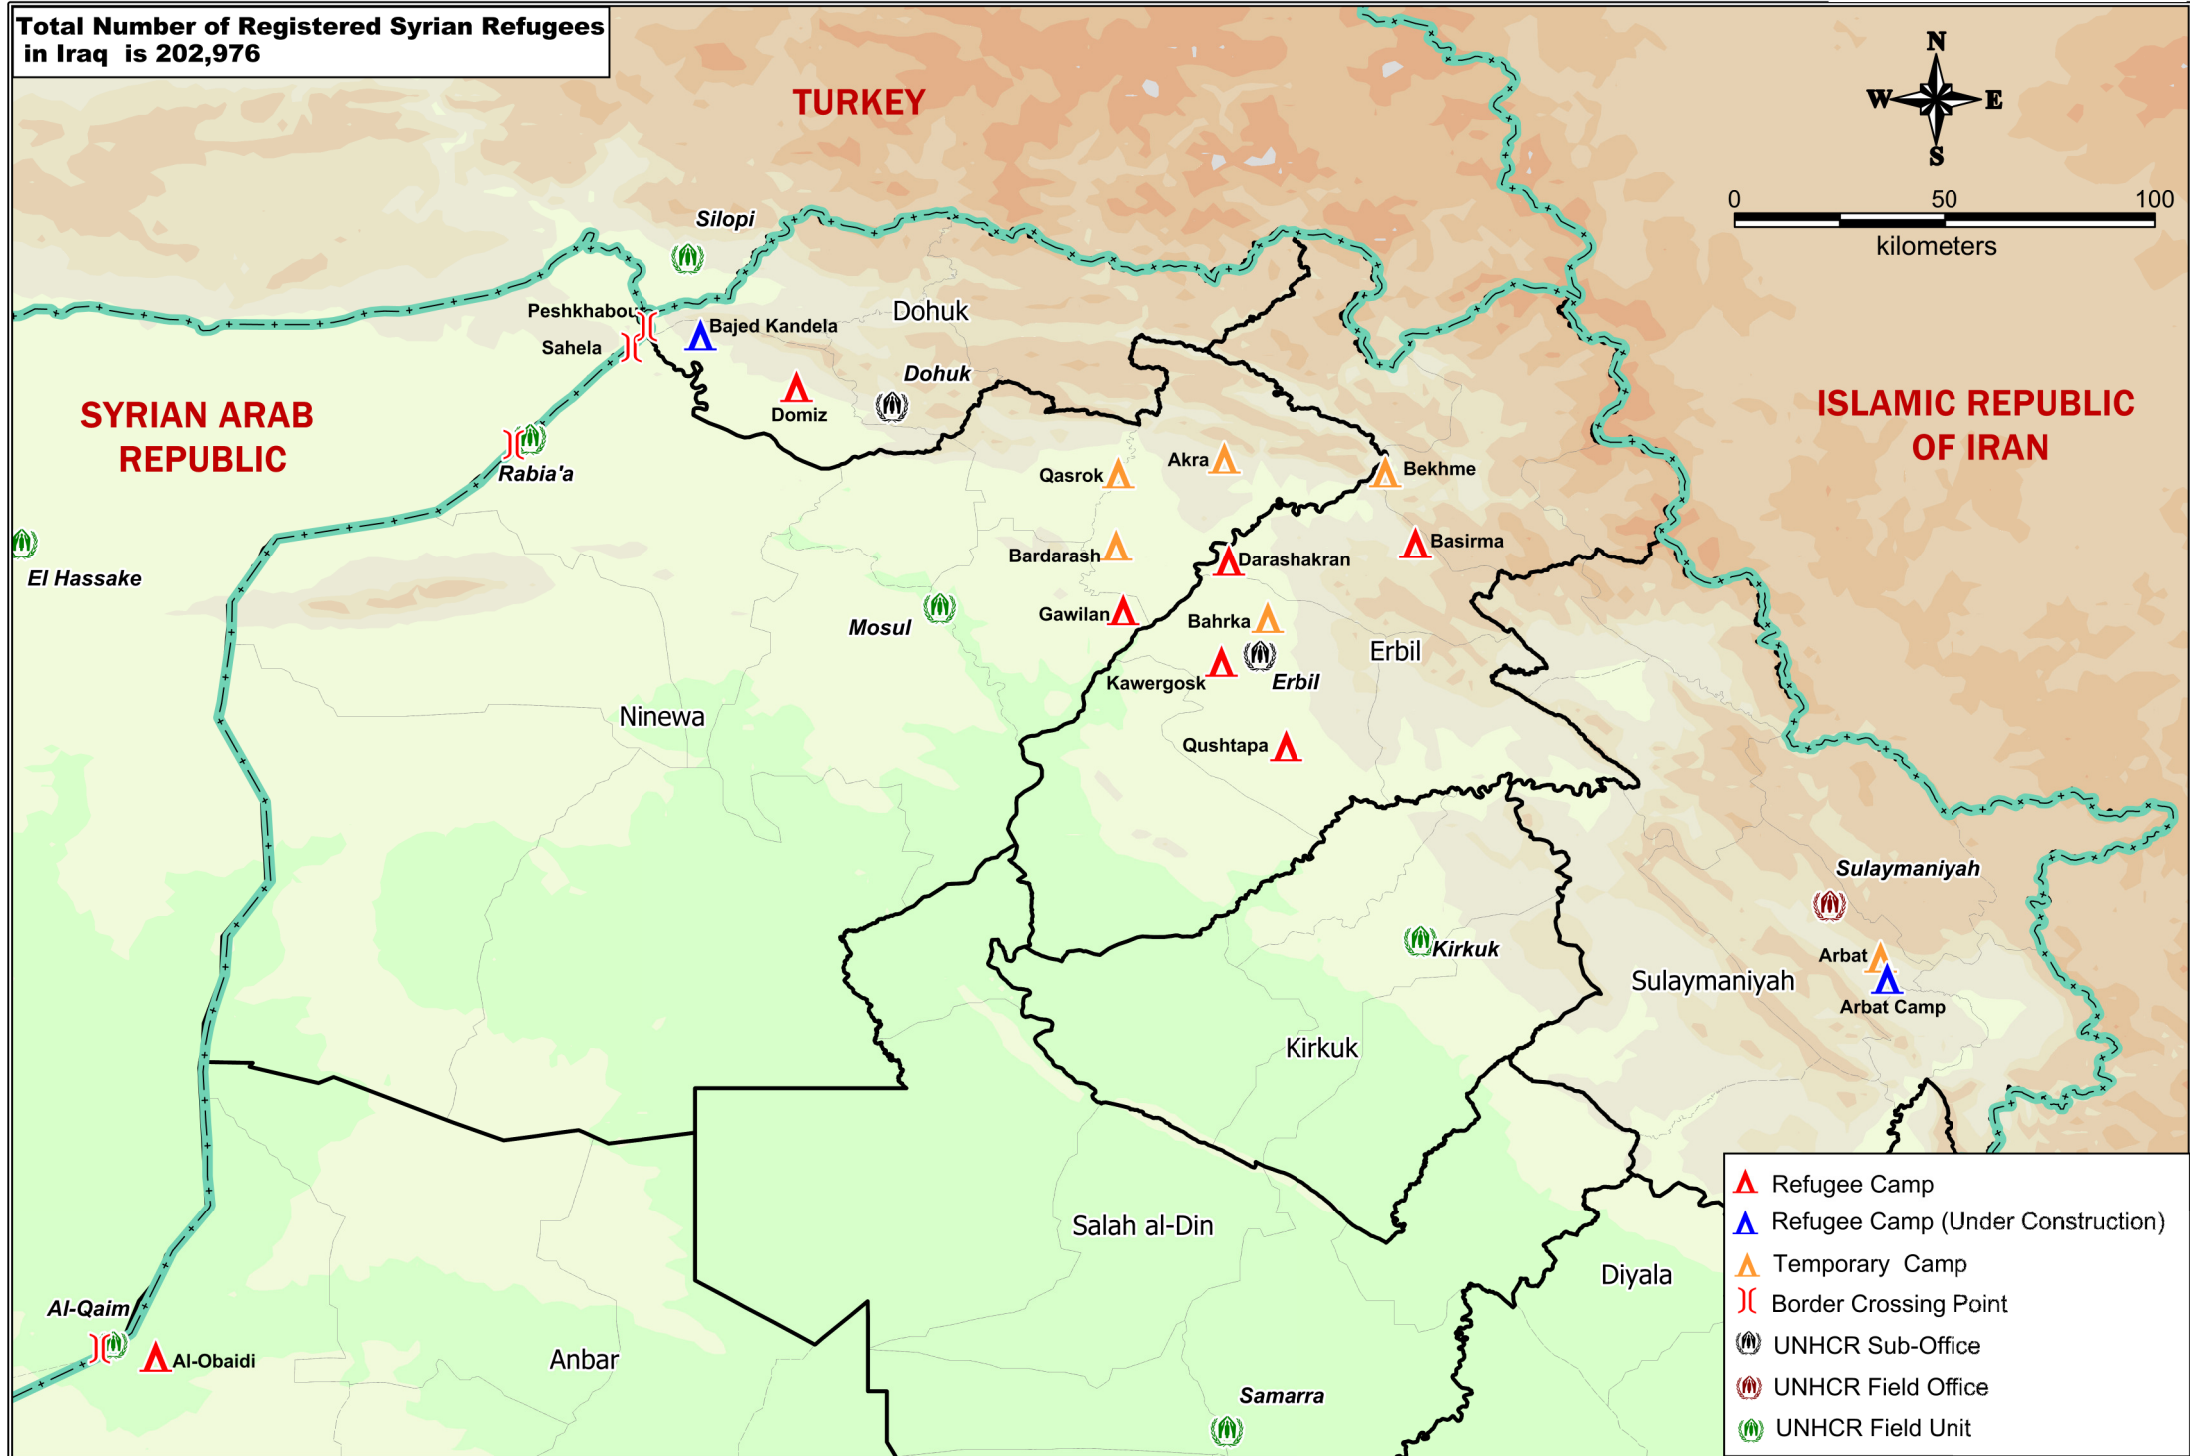 Total Number of Registered Syrian Refugees
in Iraq is 202,976
TURKEY
N
W
E
S
0
50
100
kilometers
Silopi
Peshkhabou
Sahela
Bajed Kandela
Dohuk
Dohuk
Domiz
SYRIAN ARAB
REPUBLIC
ISLAMIC REPUBLIC
OF IRAN
Rabia'a
Qasrok
Akra
Bekhme
El Hassake
Bardarash
Darashakran
Basirma
Mosul
Gawilan
Bahrka
Erbil
Kawergosk
Erbil
Ninewa
Qushtapa
Sulaymaniyah
Kirkuk
Arbat
Sulaymaniyah
Arbat Camp
Kirkuk
Salah al-Din
Diyala
Al-Qaim
Al-Obaidi
Anbar
Samarra
Refugee Camp
Refugee Camp (Under Construction)
Temporary Camp
Border Crossing Point
UNHCR Sub-Office
UNHCR Field Office
UNHCR Field Unit